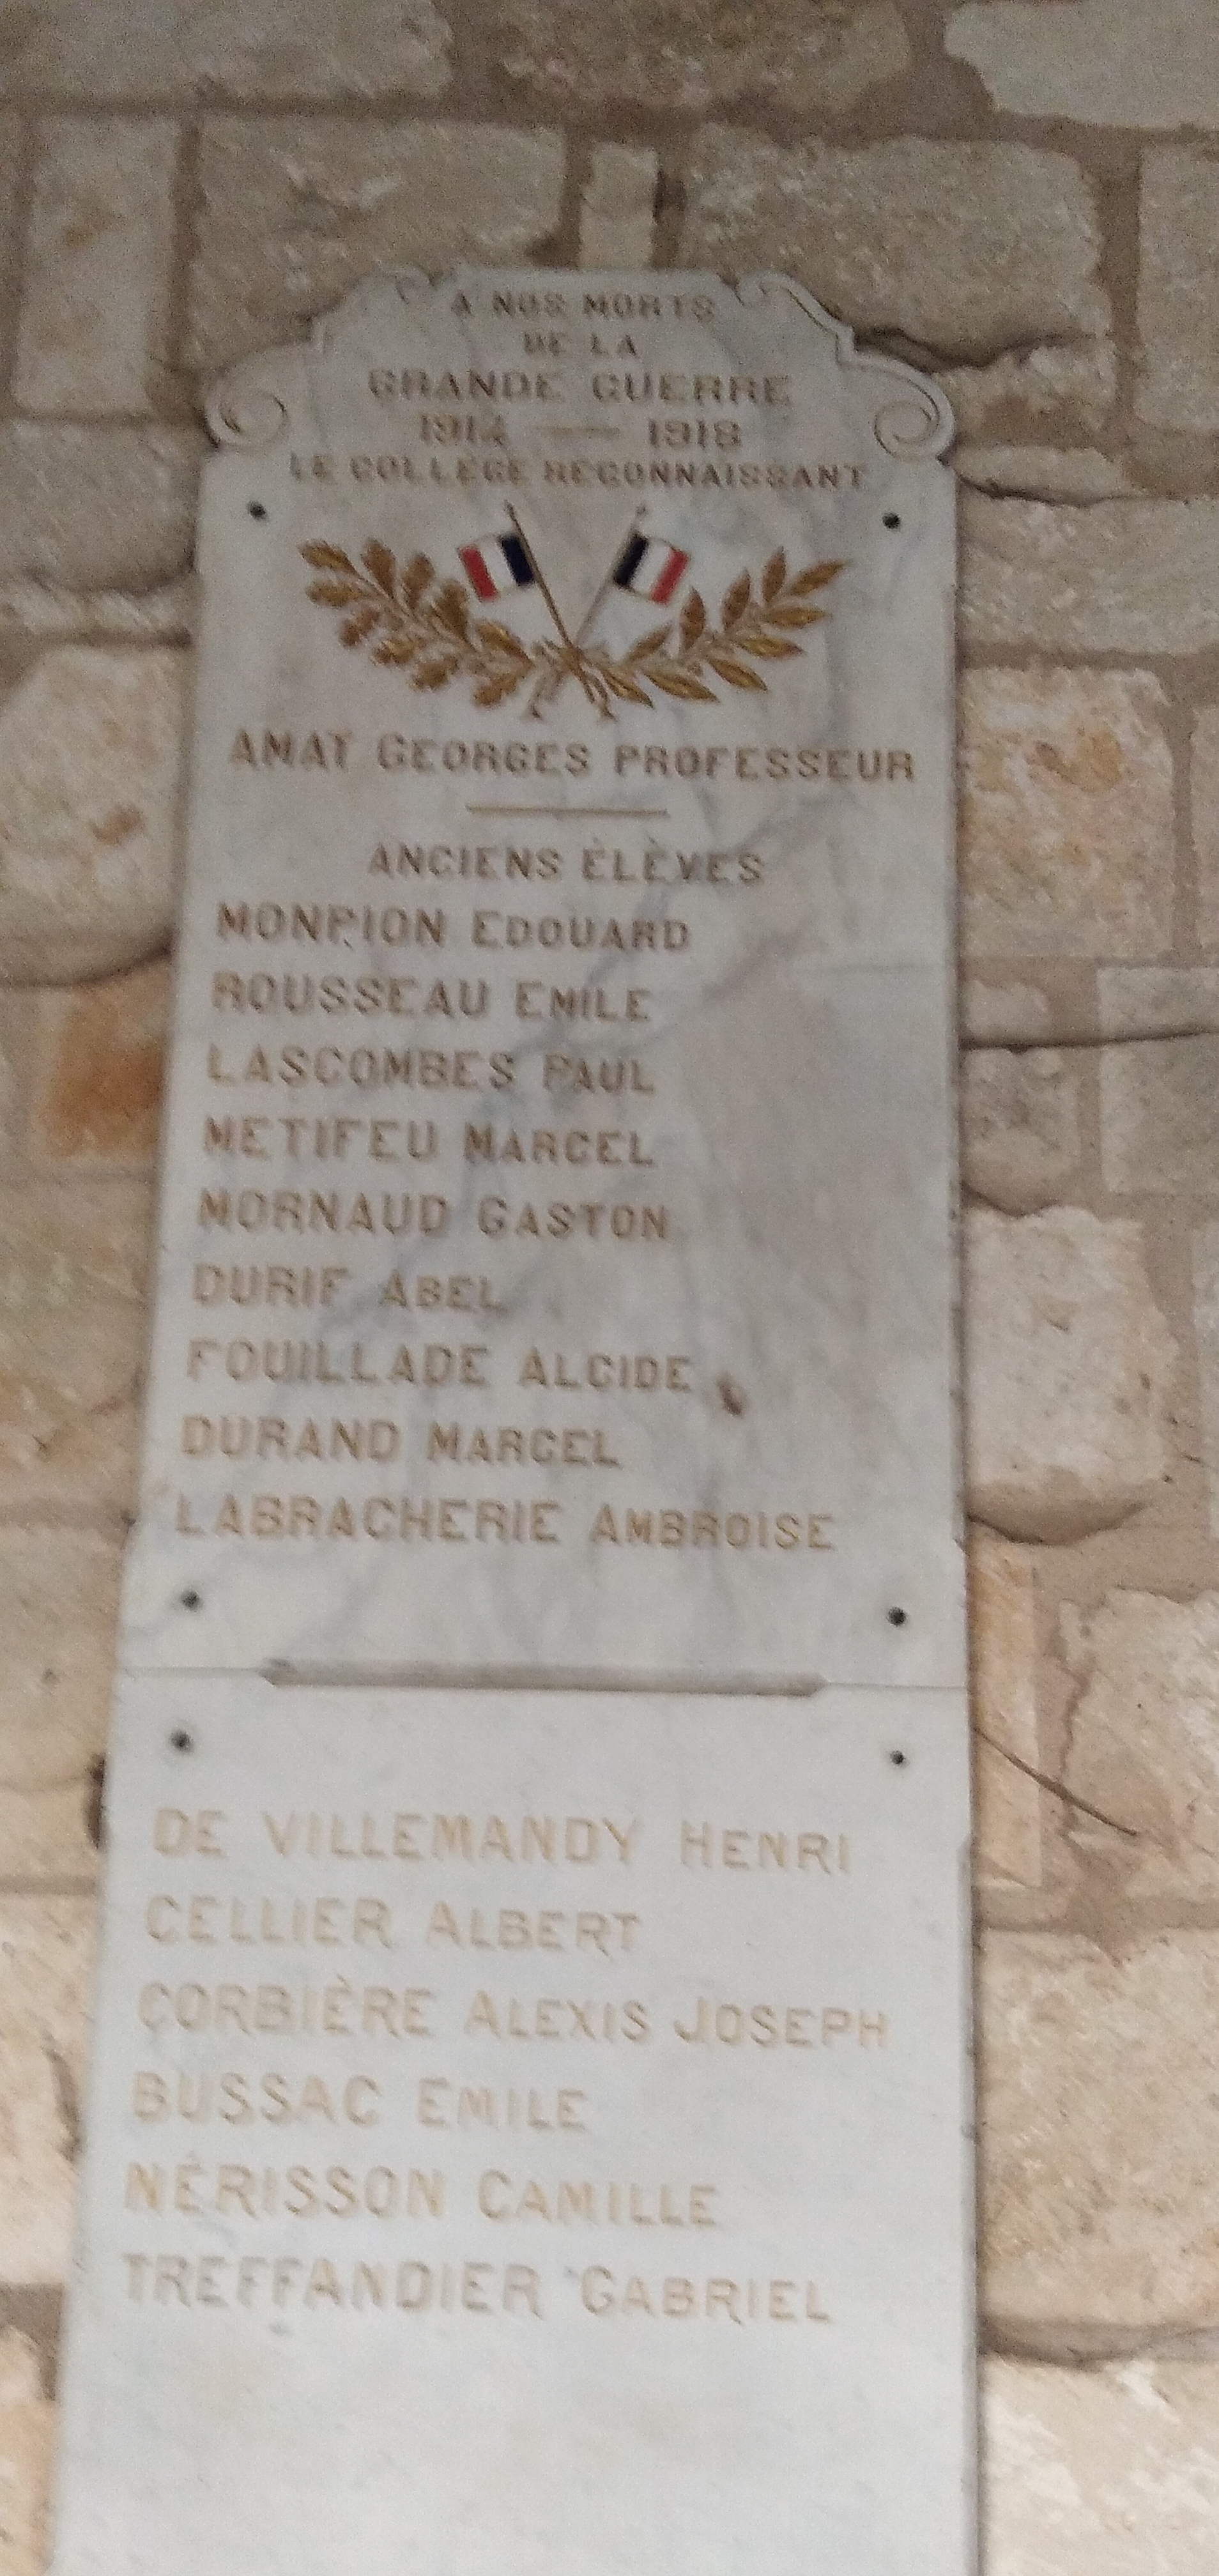 A NOS MORTS
DE LA
GRANDE GUERRE
1914 — 1918
LE COLLÈGE RECONNAISSANT
AMAT GEORGES PROFESSEUR
ANCIENS ÉLÈVES
MONPION EDOUARD
ROUSSEAU EMILE
LASCOMBES PAUL
METIFEU MARCEL
MORNAUD GASTON
DURIF ABEL
FOUILLADE ALCIDE
DURAND MARCEL
LABRACHERIE AMBROISE
DE VILLEMANDY HENRI
CELLIER ALBERT
CORBIÈRE ALEXIS JOSEPH
BUSSAC EMILE
NÉRISSON CAMILLE
TREFFANDIER GABRIEL